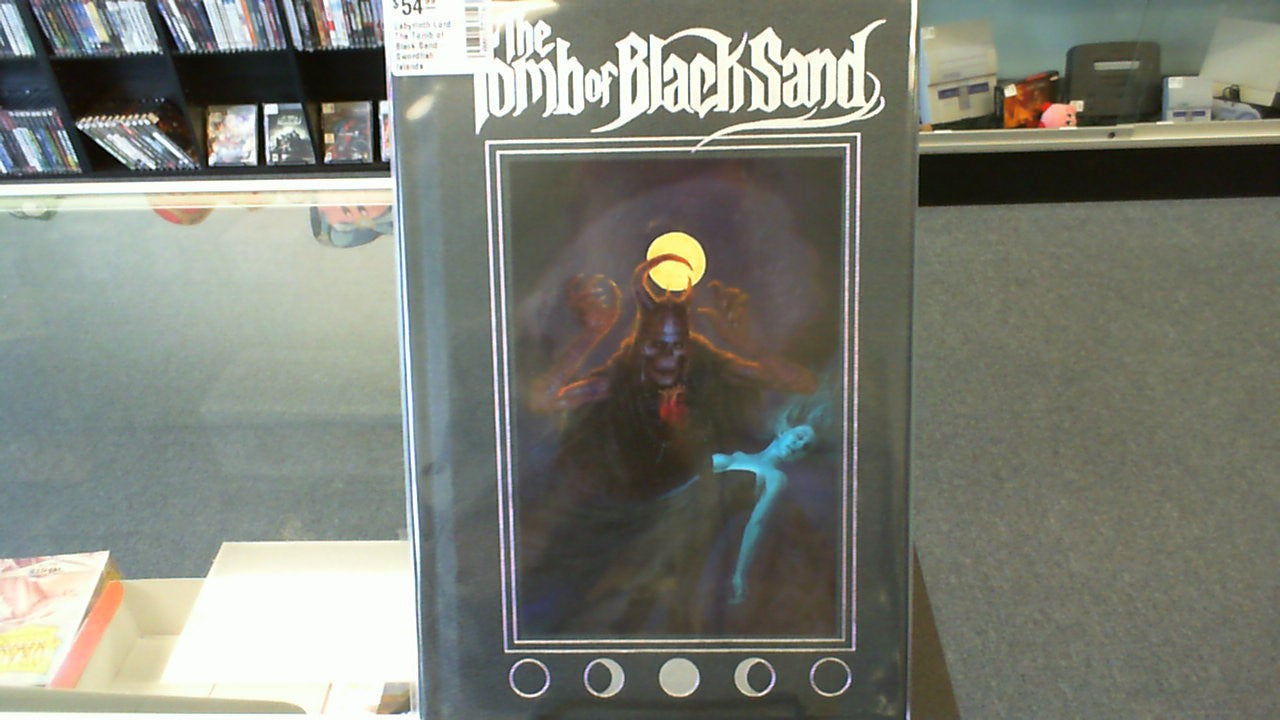 $54.99
Labyrinth Lord
The Tomb of
Black Sand
Swordfish
Islands
The
Tomb of Black Sand